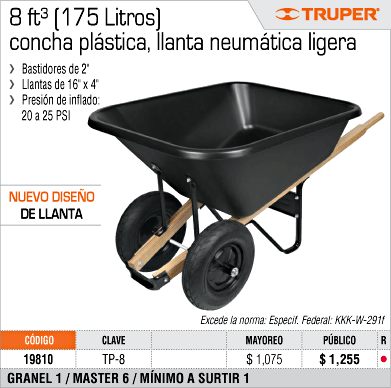 8 ft³ (175 Litros)
TRUPER®
concha plástica, llanta neumática ligera
Bastidores de 2"
Llantas de 16" x 4"
Presión de inflado:
20 a 25 PSI
NUEVO DISEÑO
DE LLANTA
Excede la norma: Especif. Federal: KKK-W-291f
CÓDIGO CLAVE MAYOREO PÚBLICO R
19810 TP-8 $ 1,075 $ 1,255
GRANEL 1 / MASTER 6 / MÍNIMO A SURTIR 1